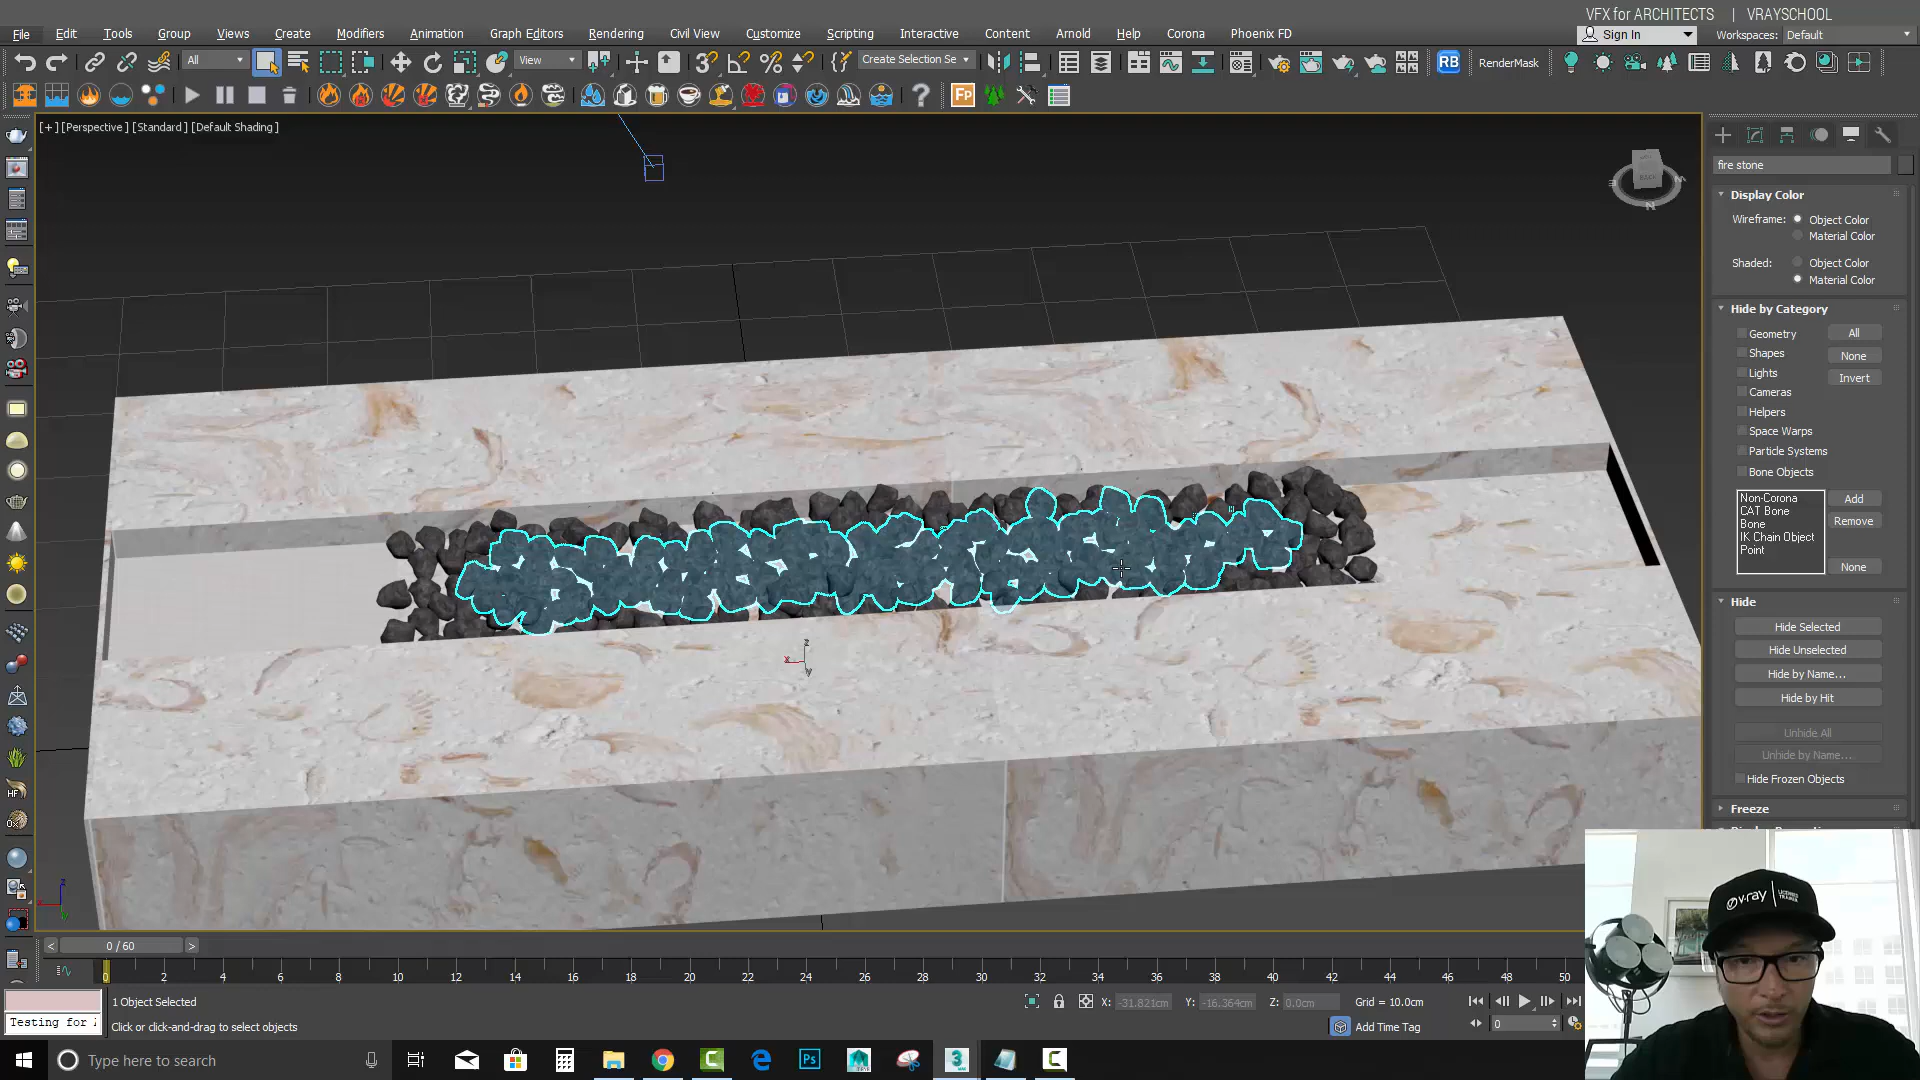 VFX for ARCHITECTS | VRAYSCHOOL
File Edit Tools Group Views Create Modifiers Animation Graph Editors Rendering Civil View Customize Scripting Interactive Content Arnold Help Corona Phoenix FD
Sign In Workspaces: Default
All View Create Selection Se RB RenderMask
[+] [Perspective ] [Standard ] [Default Shading ]
fire stone
Display Color
Wireframe: Object Color
Material Color
Shaded: Object Color
Material Color
Hide by Category
Geometry All
Shapes None
Lights
Invert
Cameras
Helpers
Space Warps
Particle Systems
Bone Objects
Non-Corona Add
CAT Bone
Bone Remove
IK Chain Object
Point
None
Hide
Hide Selected
Hide Unselected
Hide by Name...
Hide by Hit
Unhide All
Unhide by Name...
Hide Frozen Objects
Freeze
0 / 60
0 2 4 6 8 10 12 14 16 18 20 22 24 26 28 30 32 34 36 38 40 42 44 46 48 50
1 Object Selected
X: -31.821cm Y: -16.364cm Z: 0.0cm Grid = 10.0cm
Testing for
Click or click-and-drag to select objects
Add Time Tag
0
v·ray
Type here to search